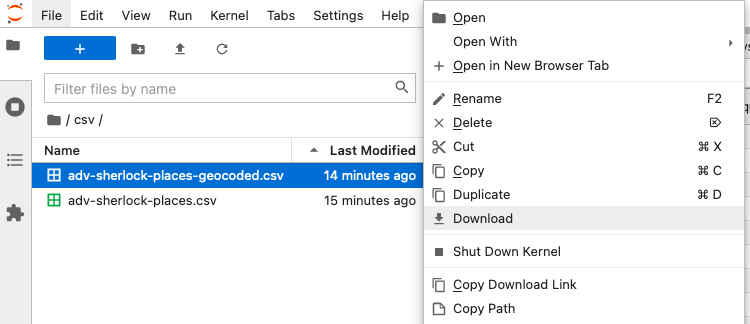 File Edit View Run Kernel Tabs Settings
Filter files by name
/ csv /
Name Last Modified
adv-sherlock-places-geocoded.csv 14 minutes ago
adv-sherlock-places.csv 15 minutes ago
Open
Open With
Open in New Browser Tab
Rename F2
Delete
Cut ⌘ X
Copy ⌘ C
Duplicate ⌘ D
Download
Shut Down Kernel
Copy Download Link
Copy Path